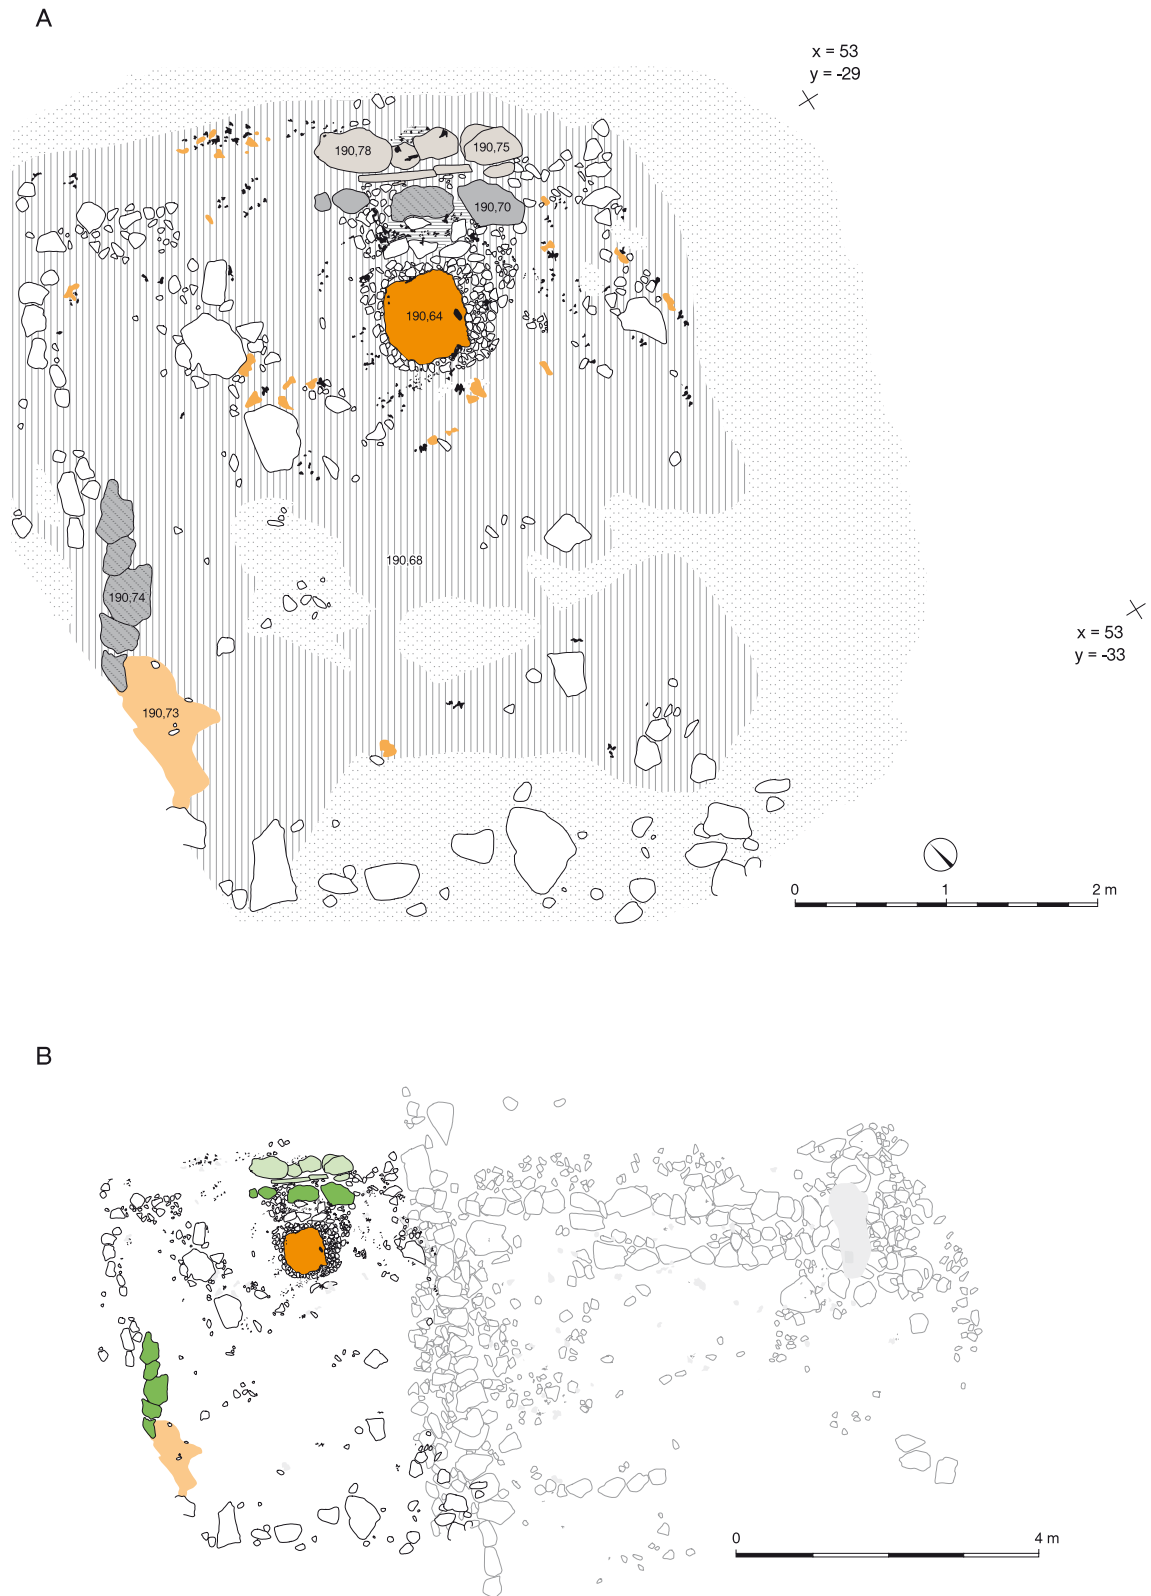 A
x = 53
y = -29
190,78
190,75
190,70
190,64
190,68
190,74
x = 53
y = -33
190,73
0 1 2 m
B
0 4 m